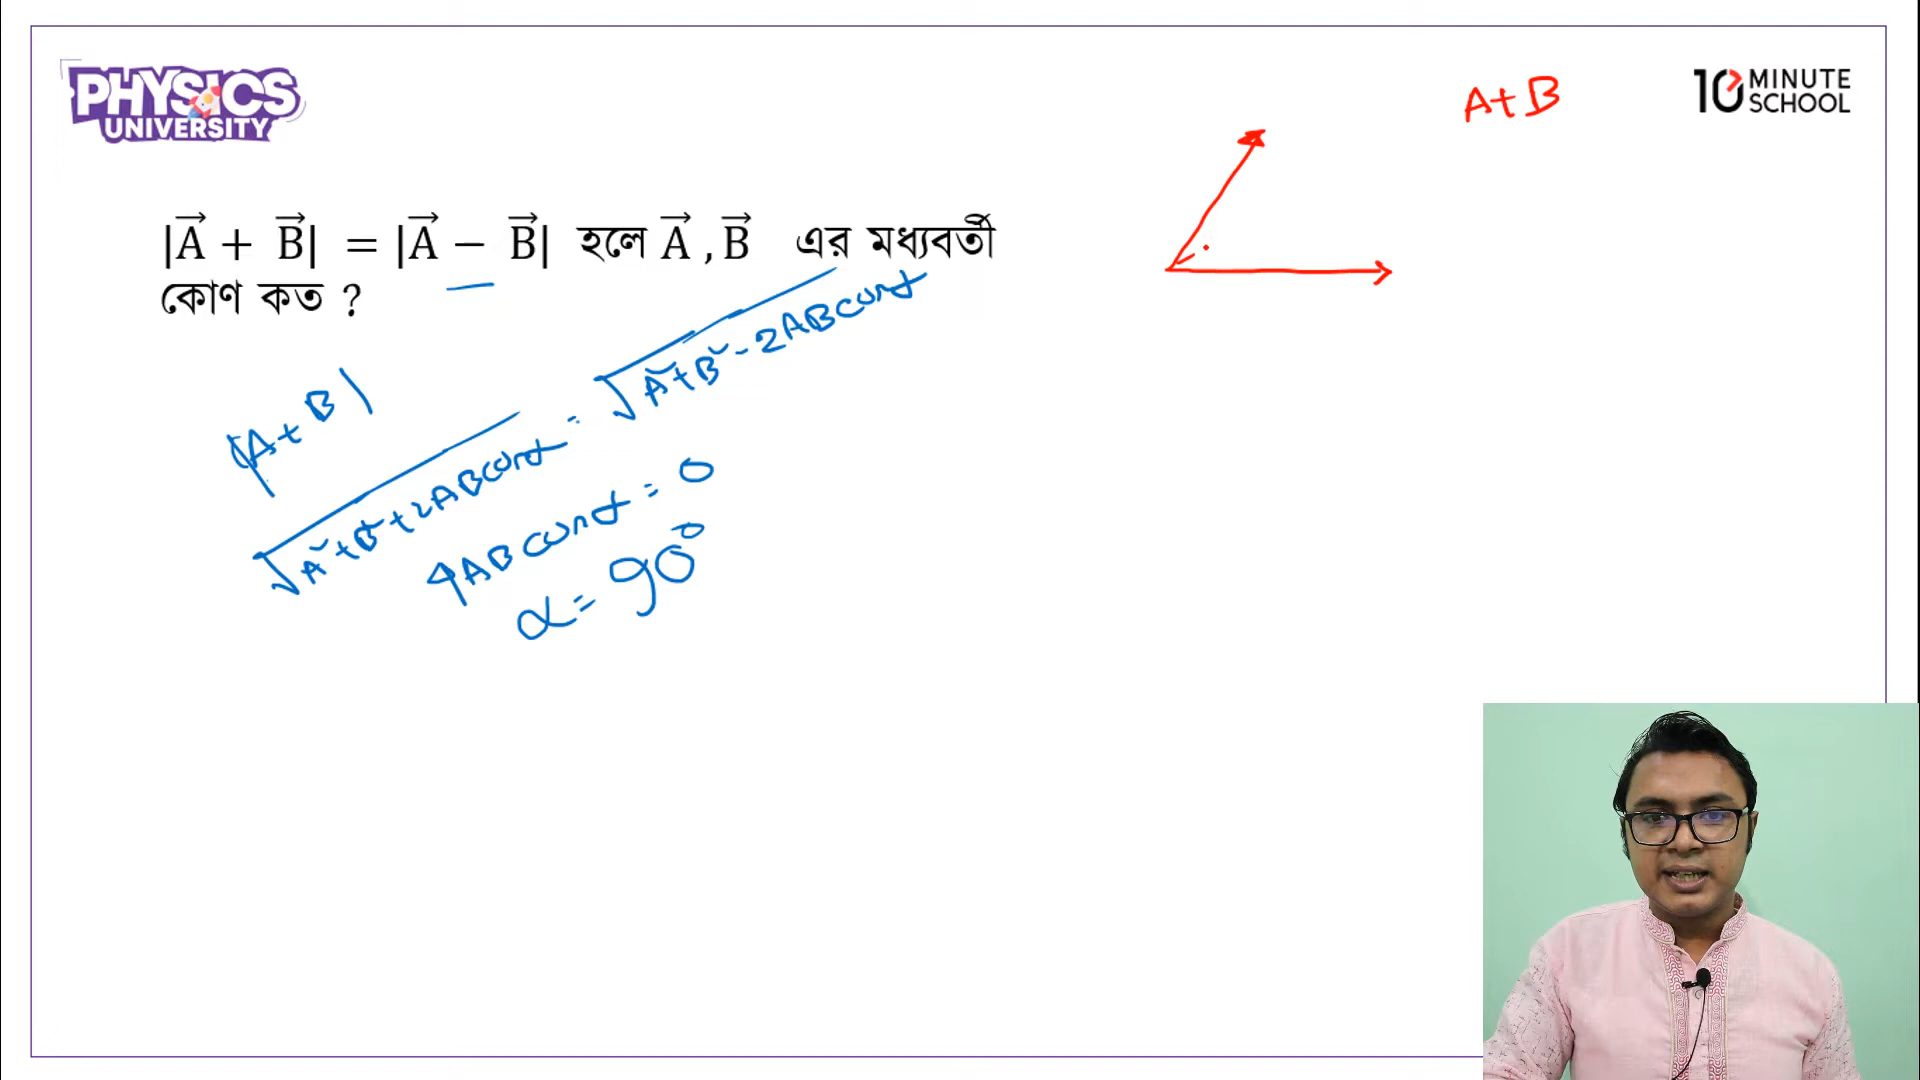 PHYSICS
UNIVERSITY
A+B
10 MINUTE
SCHOOL
|A⃗ + B⃗| = |A⃗ − B⃗| হলে A⃗ , B⃗ এর মধ্যবর্তী
কোণ কত ?
|A+B|
√A²+B²+2ABcosα = √A²+B²-2ABcosα
4ABcosα = 0
α = 90°